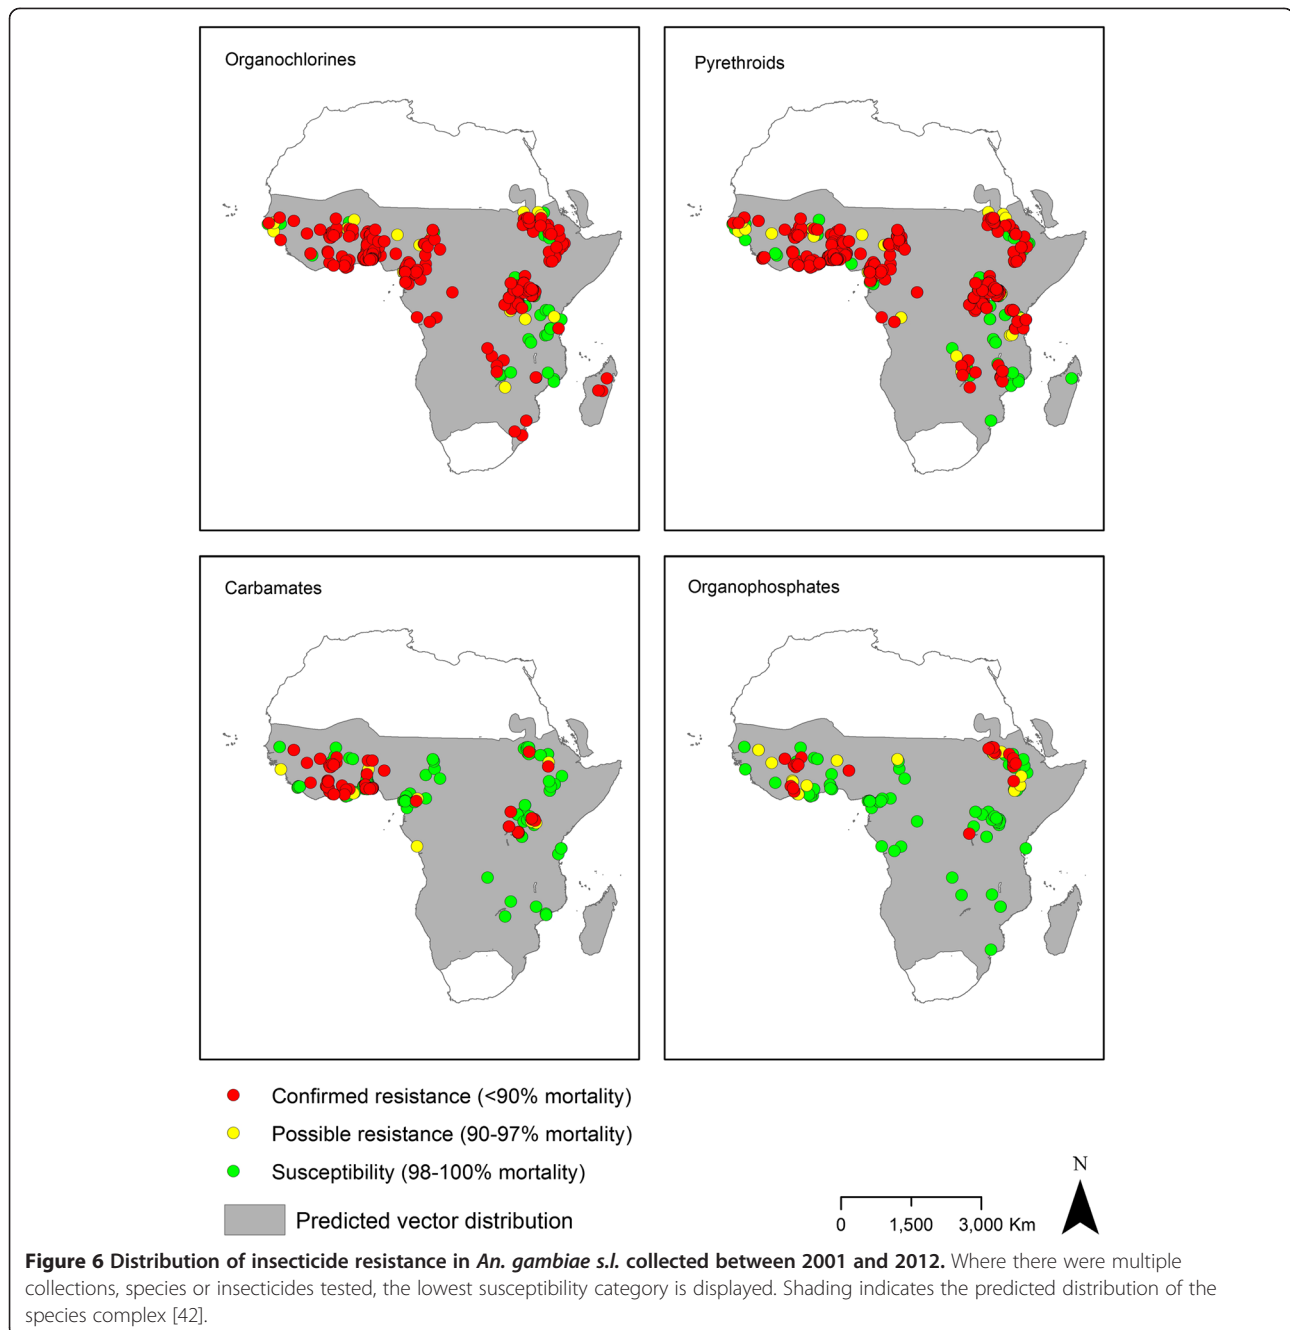 Organochlorines
Pyrethroids
Carbamates
Organophosphates
Confirmed resistance (<90% mortality)
Possible resistance (90-97% mortality)
Susceptibility (98-100% mortality)
Predicted vector distribution
N
0 1,500 3,000 Km
Figure 6 Distribution of insecticide resistance in An. gambiae s.l. collected between 2001 and 2012. Where there were multiple
collections, species or insecticides tested, the lowest susceptibility category is displayed. Shading indicates the predicted distribution of the
species complex [42].